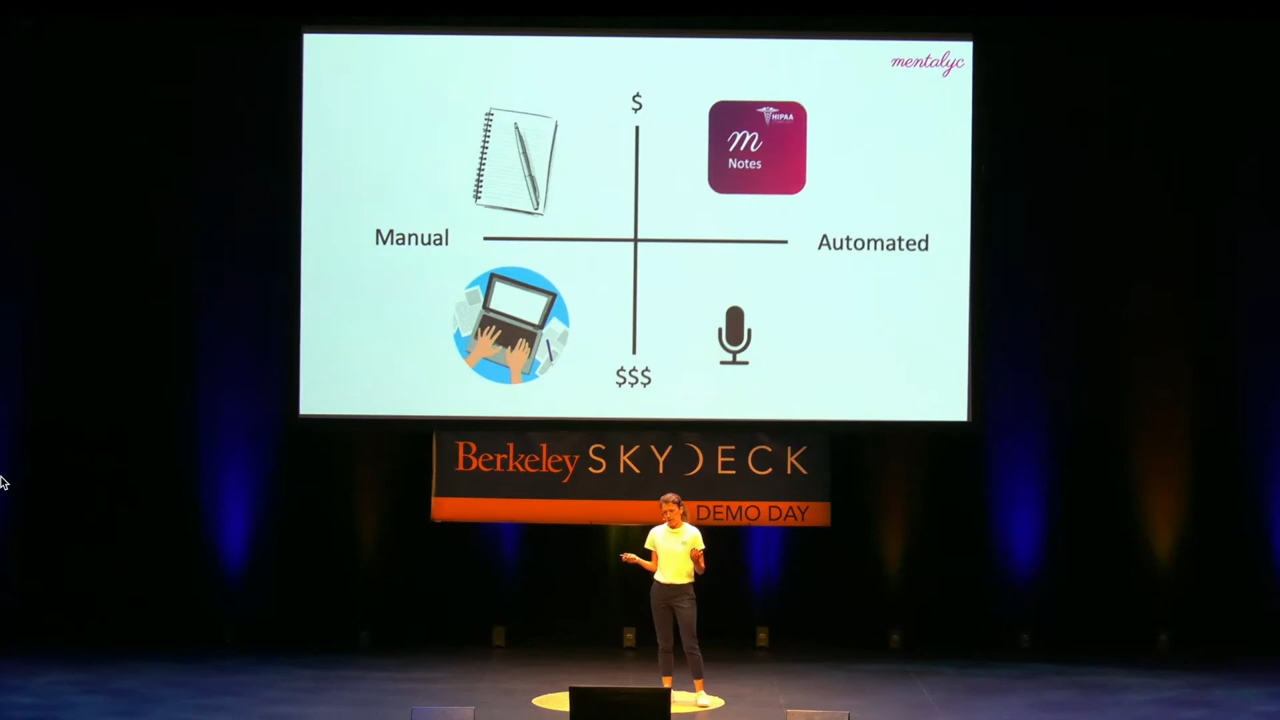 mentalyc
$
HIPAA
m
Notes
Manual
Automated
$$$
Berkeley SKYDECK
DEMO DAY